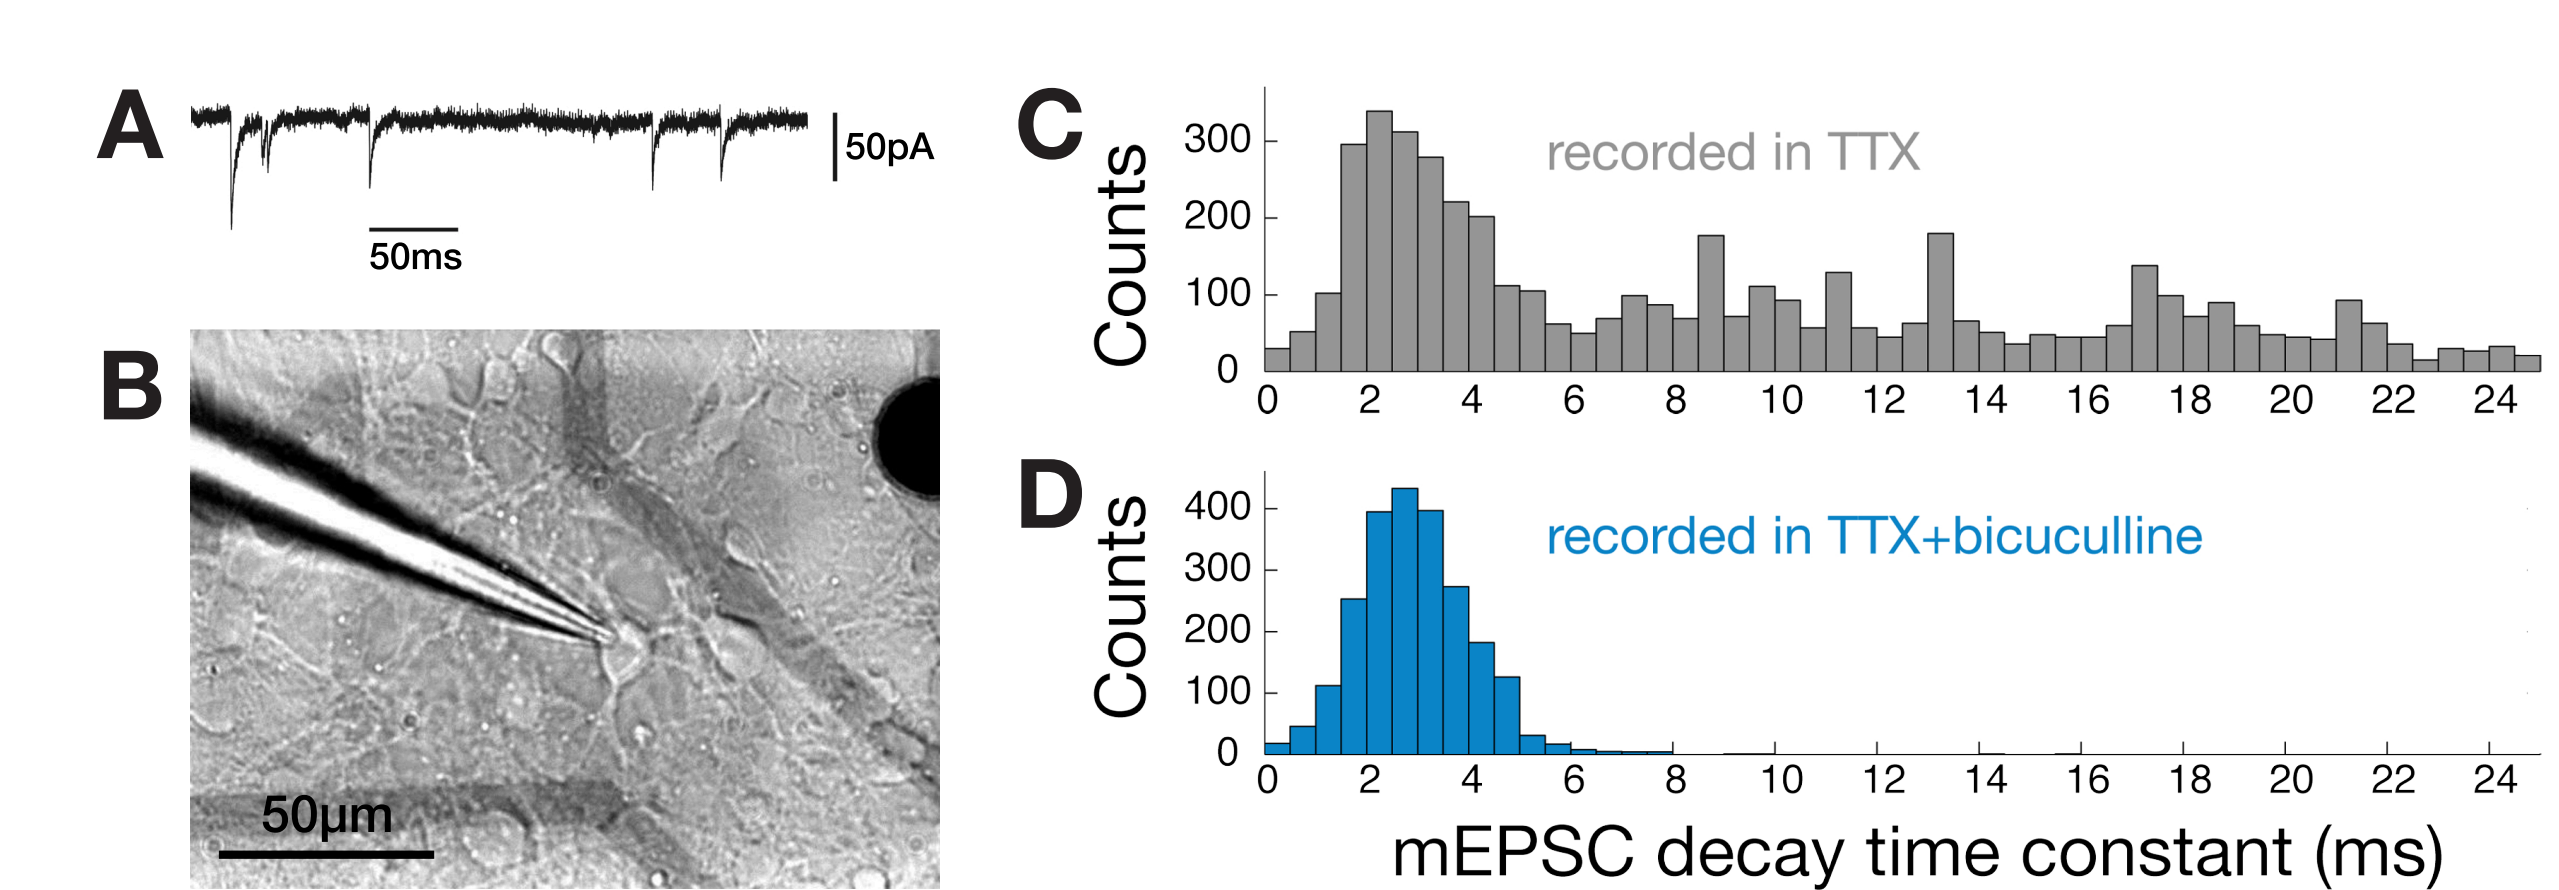 A
50pA
50ms
B
50µm
C
Counts
300
200
100
0
recorded in TTX
0 2 4 6 8 10 12 14 16 18 20 22 24
D
Counts
400
300
200
100
0
recorded in TTX+bicuculline
0 2 4 6 8 10 12 14 16 18 20 22 24
mEPSC decay time constant (ms)